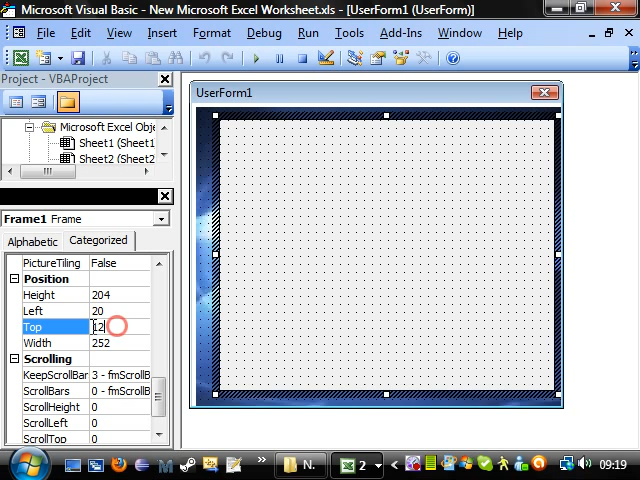 Microsoft Visual Basic - New Microsoft Excel Worksheet.xls - [UserForm1 (UserForm)]
File Edit View Insert Format Debug Run Tools Add-Ins Window Help
Project - VBAProject
UserForm1
Microsoft Excel Obje
Sheet1 (Sheet1
Sheet2 (Sheet2
Frame1 Frame
Alphabetic Categorized
PictureTiling False
Position
Height 204
Left 20
Top 12
Width 252
Scrolling
KeepScrollBar 3 - fmScrollB
ScrollBars 0 - fmScrollB
ScrollHeight 0
ScrollLeft 0
ScrollTop 0
N. 2 09:19